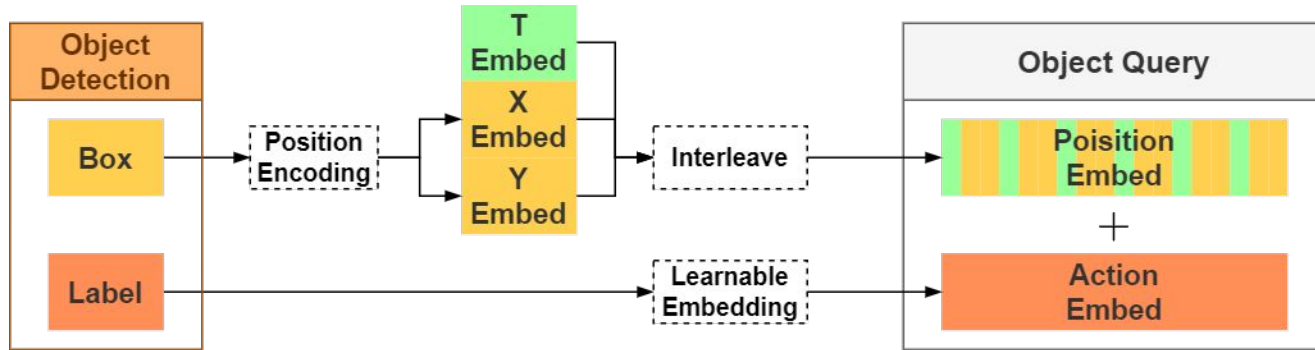 Object
Detection
Box
Label
Position
Encoding
T
Embed
X
Embed
Y
Embed
Interleave
Learnable
Embedding
Object Query
Poisition
Embed
+
Action
Embed